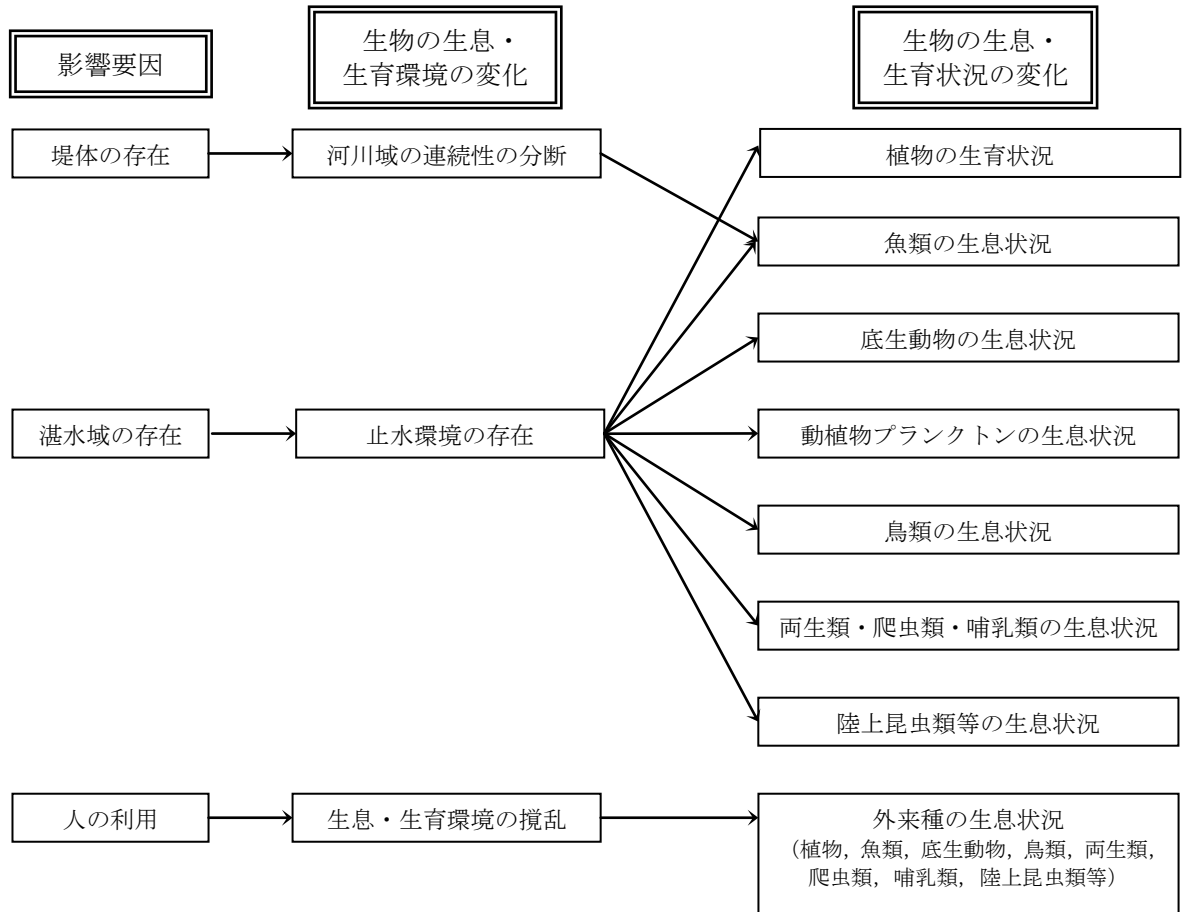 影響要因
生物の生息・
生育環境の変化
生物の生息・
生育状況の変化
堤体の存在
河川域の連続性の分断
植物の生育状況
魚類の生息状況
底生動物の生息状況
湛水域の存在
止水環境の存在
動植物プランクトンの生息状況
鳥類の生息状況
両生類・爬虫類・哺乳類の生息状況
陸上昆虫類等の生息状況
人の利用
生息・生育環境の撹乱
外来種の生息状況
（植物，魚類，底生動物，鳥類，両生類，
爬虫類，哺乳類，陸上昆虫類等）